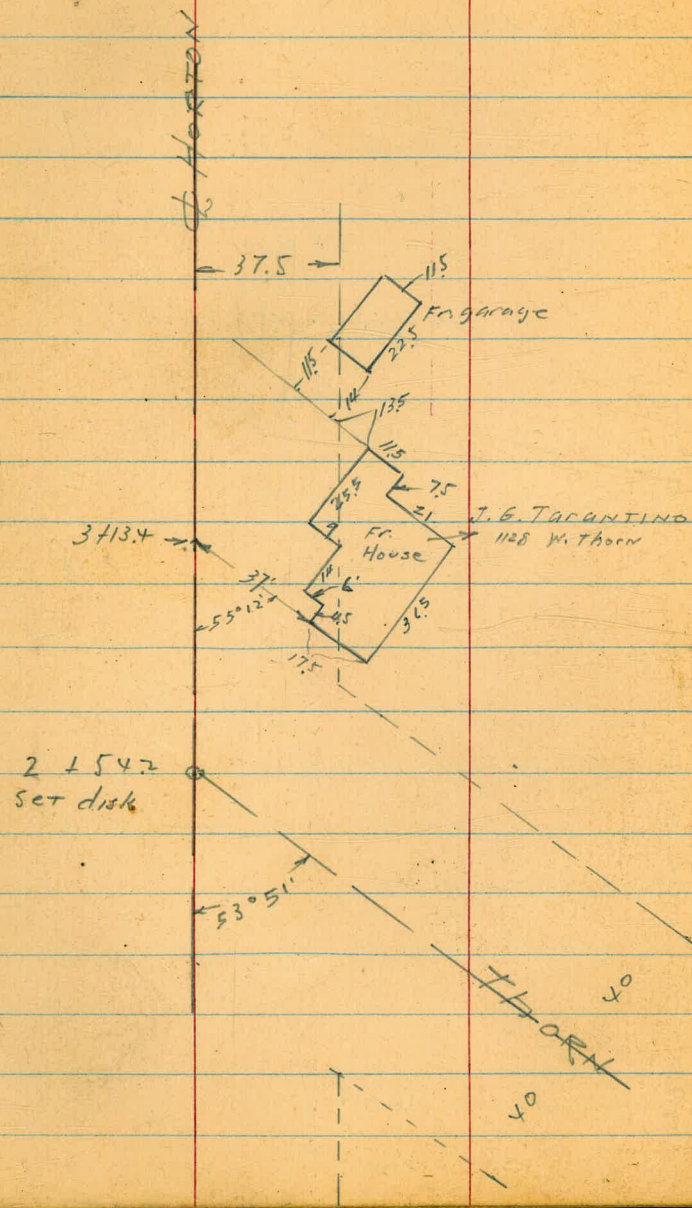 ℄ HORTON
37.5
11.5
Fr. garage
22.5
11.5
14
13.5
11.5
7.5
25.5
21
9
Fr.
House
J. G. TARANTINO
1128 W. Thorn
3+13.4
14
6
37.
4.5
36.5
55°12'
17.5
2 + 54.2
Set disk
53°51'
THORN
40
40